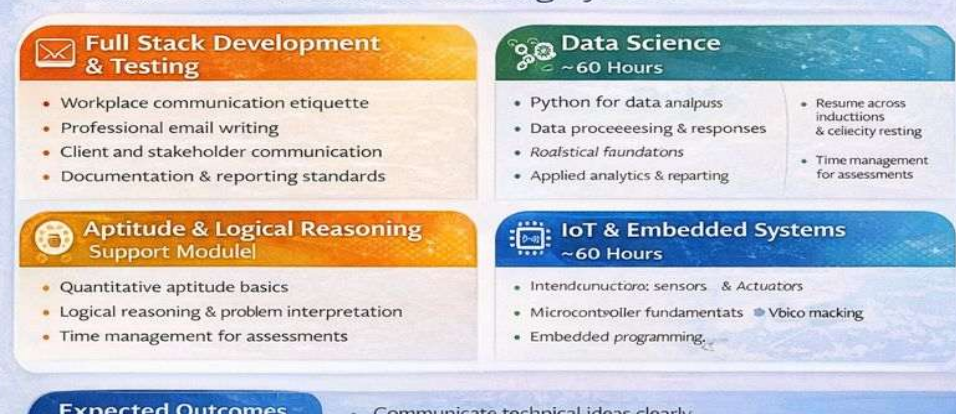 Full Stack Development
& Testing
• Workplace communication etiquette
• Professional email writing
• Client and stakeholder communication
• Documentation & reporting standards
Data Science
~60 Hours
• Python for data analpuss
• Data proceeeesing & responses
• Roalstical faundatons
• Applied analytics & reparting
• Resume across
inducttions
& celiecity resting
• Time management
for assessments
Aptitude & Logical Reasoning
Support Module|
• Quantitative aptitude basics
• Logical reasoning & problem interpretation
• Time management for assessments
IoT & Embedded Systems
~60 Hours
• sensors & Actuators
• fundamentats • Vbico macking
• Embedded programming.
Expected Outcomes
• Communicate technical ideas clearly